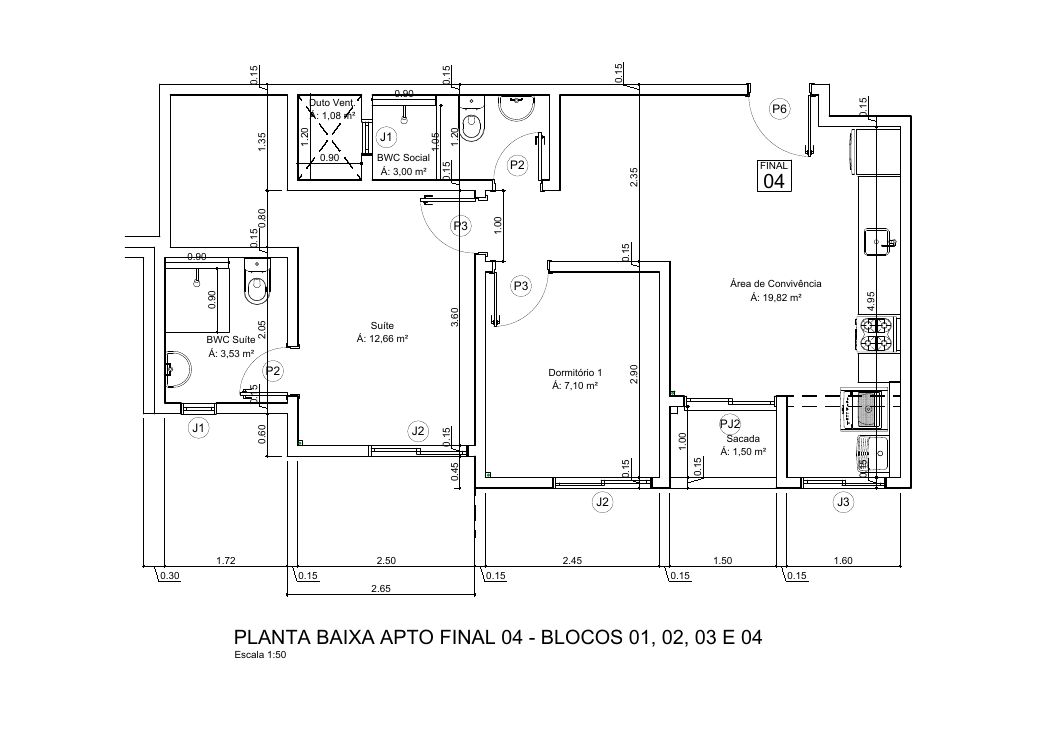 0.15
0.15
0.15
0.15
0.90
Duto Vent.
Á: 1,08 m²
1.35
1.20
0.90
J1
1.05
1.20
BWC Social
Á: 3,00 m²
0.15
P2
P6
FINAL
04
2.35
0.80
P3
1.00
0.15
0.15
0.90
P3
0.90
Área de Convivência
Á: 19,82 m²
4.95
2.05
3.60
Suíte
Á: 12,66 m²
BWC Suíte
Á: 3,53 m²
P2
Dormitório 1
Á: 7,10 m²
2.90
J1
0.60
J2
0.15
0.45
PJ2
Sacada
Á: 1,50 m²
1.00
0.15
0.15
0.15
J2
J3
1.72
2.50
2.45
1.50
1.60
0.30
0.15
0.15
0.15
0.15
2.65
PLANTA BAIXA APTO FINAL 04 - BLOCOS 01, 02, 03 E 04
Escala 1:50